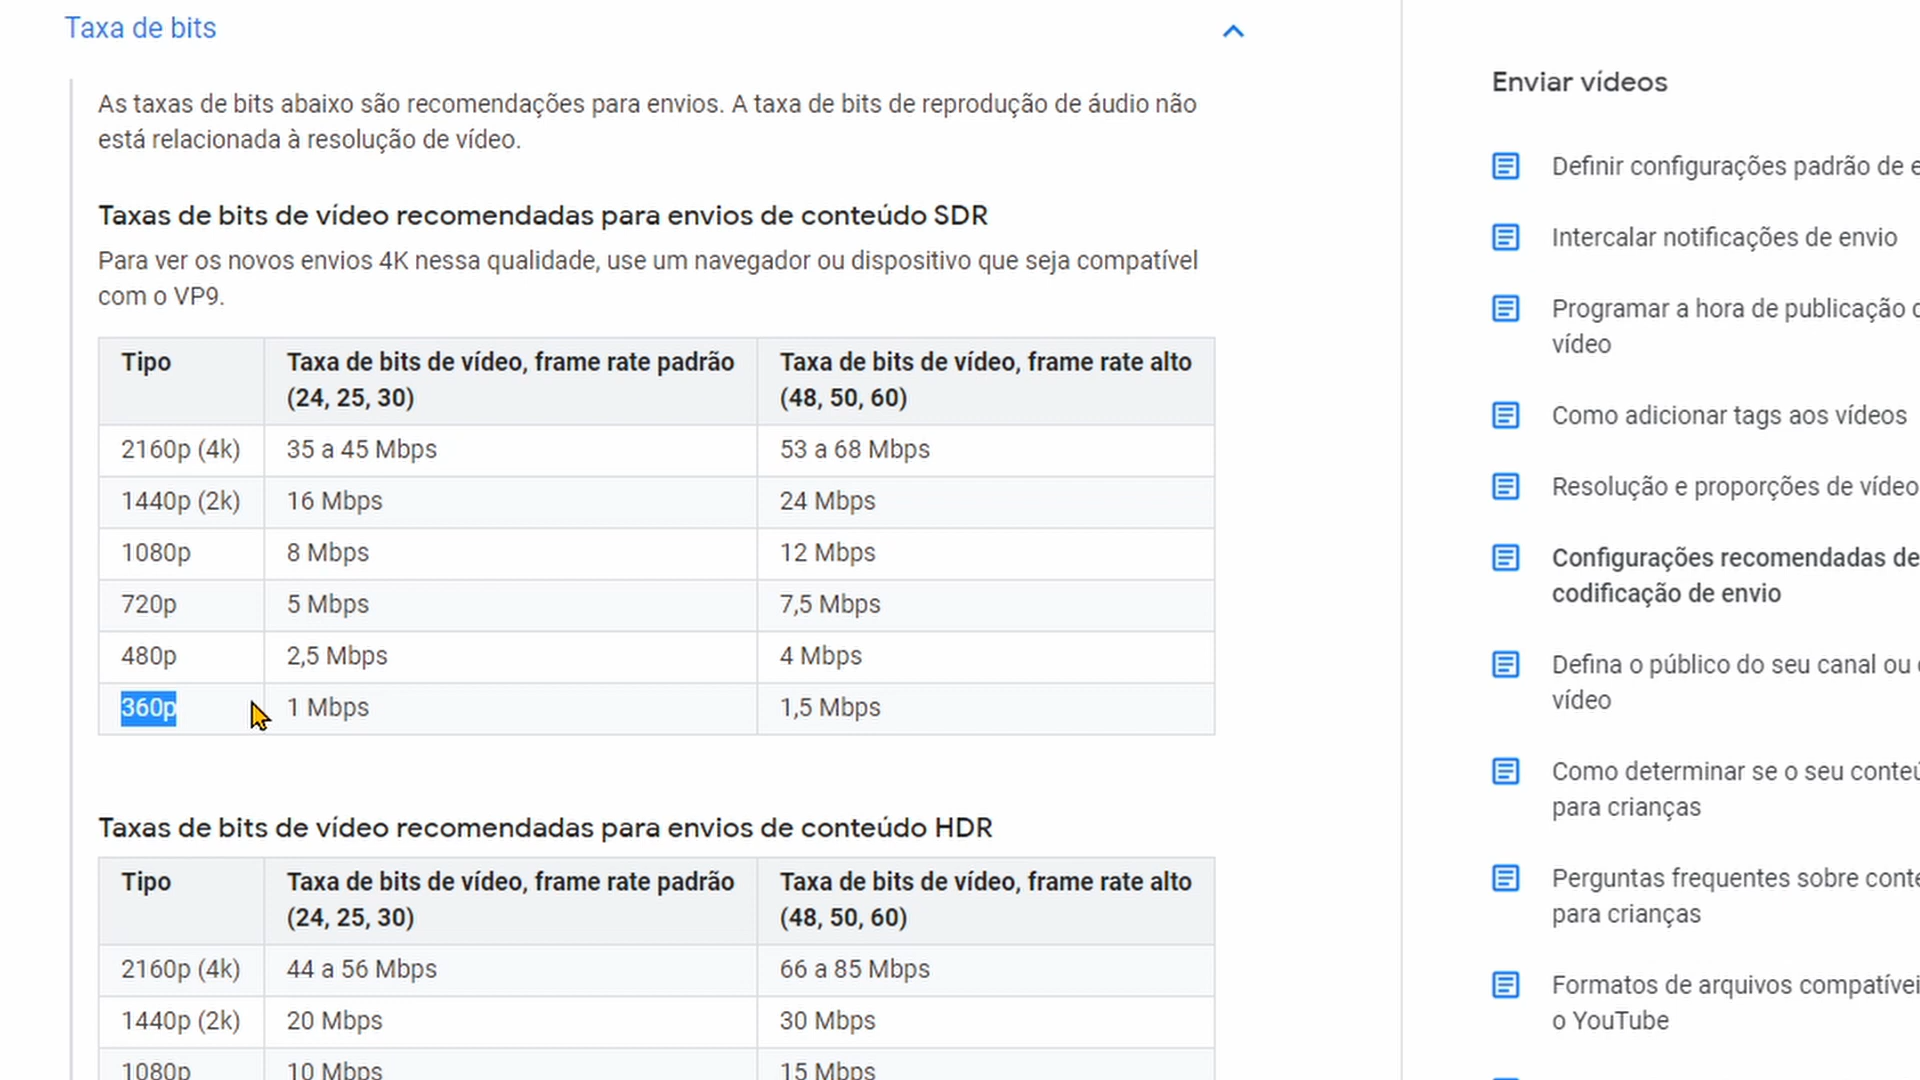 Taxa de bits
As taxas de bits abaixo são recomendações para envios. A taxa de bits de reprodução de áudio não
está relacionada à resolução de vídeo.
Taxas de bits de vídeo recomendadas para envios de conteúdo SDR
Para ver os novos envios 4K nessa qualidade, use um navegador ou dispositivo que seja compatível
com o VP9.
Tipo Taxa de bits de vídeo, frame rate padrão Taxa de bits de vídeo, frame rate alto
(24, 25, 30) (48, 50, 60)
2160p (4k) 35 a 45 Mbps 53 a 68 Mbps
1440p (2k) 16 Mbps 24 Mbps
1080p 8 Mbps 12 Mbps
720p 5 Mbps 7,5 Mbps
480p 2,5 Mbps 4 Mbps
360p 1 Mbps 1,5 Mbps
Taxas de bits de vídeo recomendadas para envios de conteúdo HDR
Tipo Taxa de bits de vídeo, frame rate padrão Taxa de bits de vídeo, frame rate alto
(24, 25, 30) (48, 50, 60)
2160p (4k) 44 a 56 Mbps 66 a 85 Mbps
1440p (2k) 20 Mbps 30 Mbps
1080p 10 Mbps 15 Mbps
Enviar vídeos
Definir configurações padrão de
Intercalar notificações de envio
Programar a hora de publicação
vídeo
Como adicionar tags aos vídeos
Resolução e proporções de vídeo
Configurações recomendadas de
codificação de envio
Defina o público do seu canal ou
vídeo
Como determinar se o seu
para crianças
Perguntas frequentes sobre
para crianças
Formatos de arquivos
o YouTube